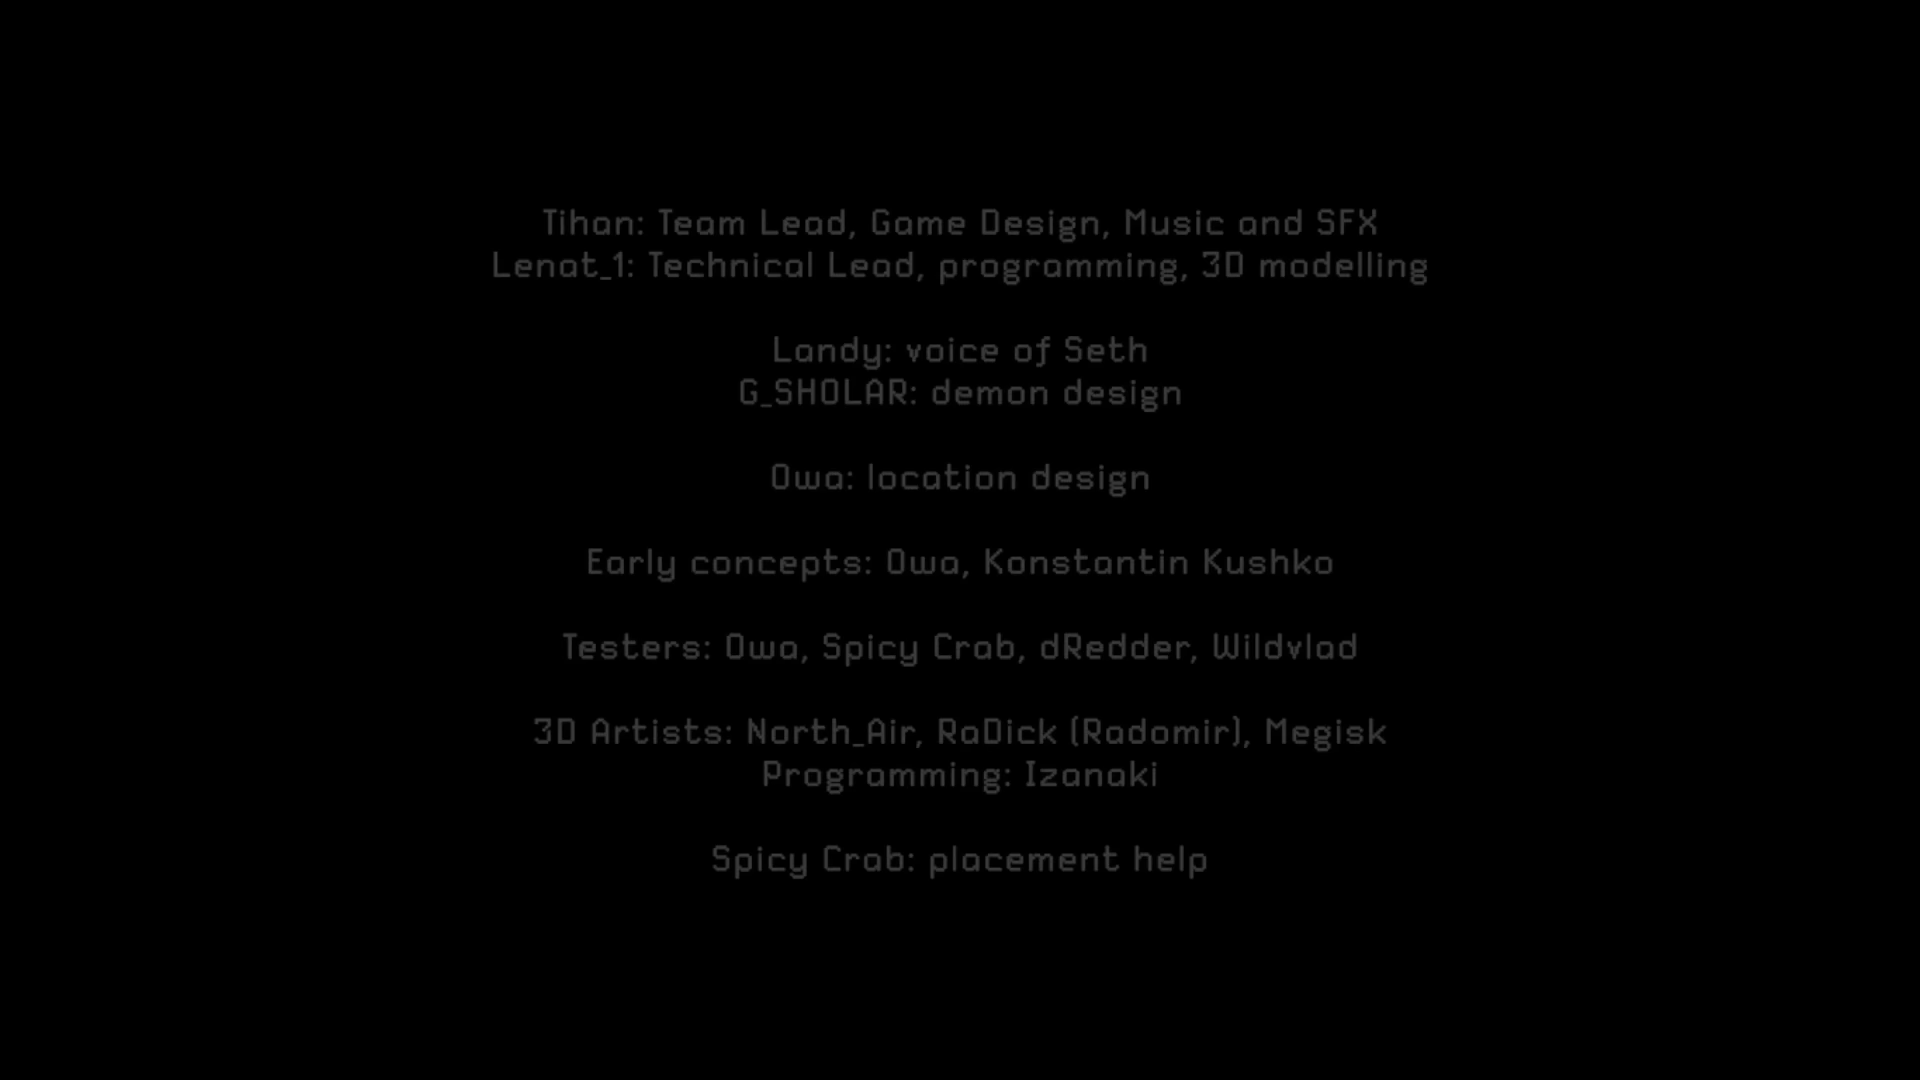 Tihan: Team Lead, Game Design, Music and SFX
Lenat_1: Technical Lead, programming, 3D modelling
Landy: voice of Seth
G_SHOLAR: demon design
Owa: location design
Early concepts: Owa, Konstantin Kushko
Testers: Owa, Spicy Crab, dRedder, Wildvlad
3D Artists: North_Air, RaDick (Radomir), Megisk
Programming: Izanaki
Spicy Crab: placement help